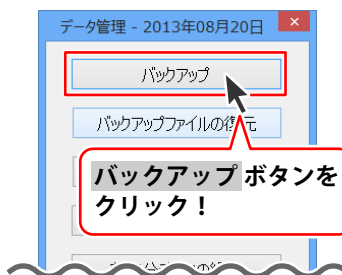 データ管理 - 2013年08月20日
バックアップ
バックアップファイルの復元
バックアップ ボタンを
クリック！